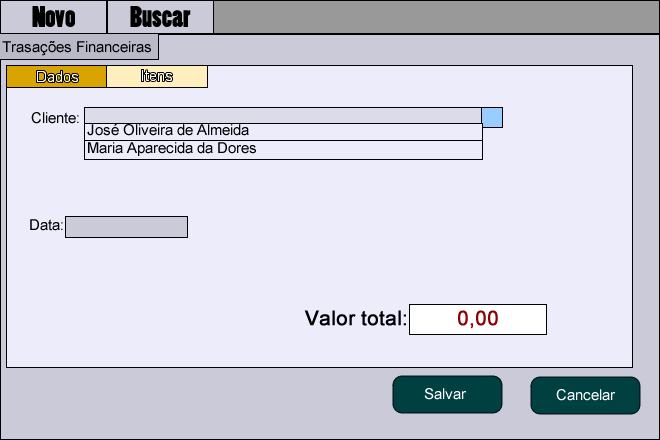 Novo Buscar
Trasações Financeiras
Dados Itens
Cliente:
José Oliveira de Almeida
Maria Aparecida da Dores
Data:
Valor total: 0,00
Salvar Cancelar